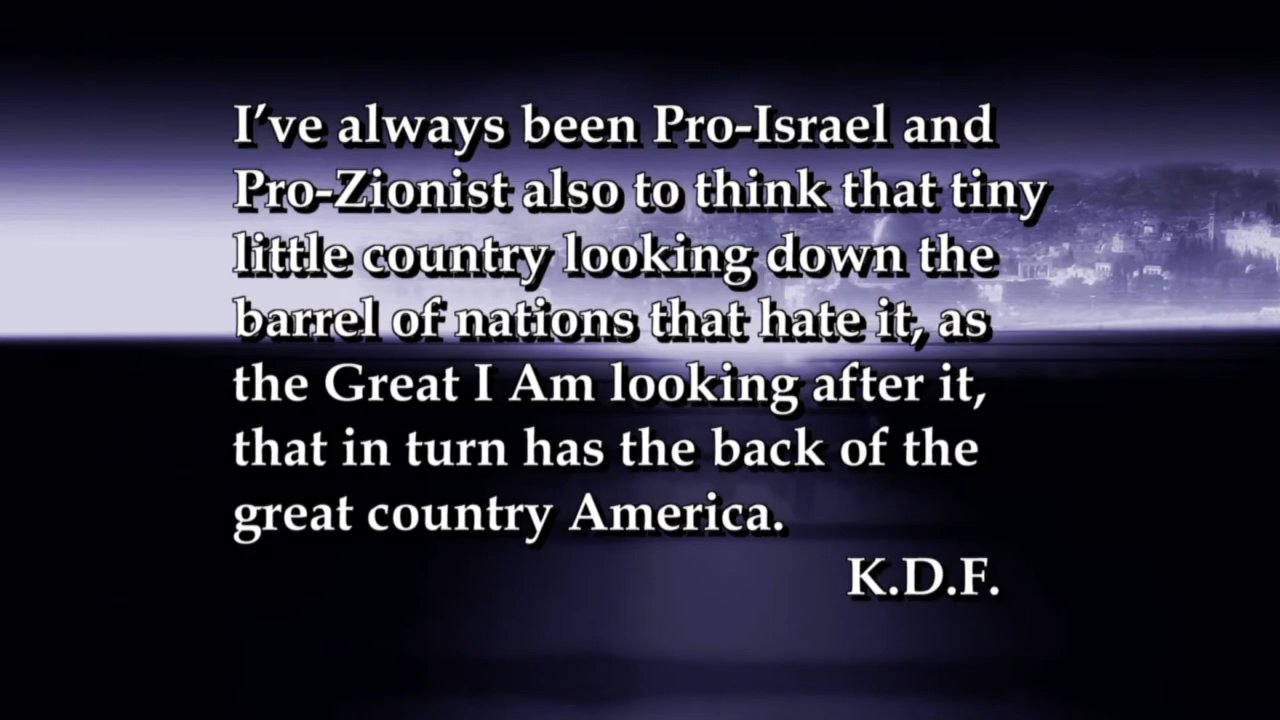 I’ve always been Pro-Israel and
Pro-Zionist also to think that tiny
little country looking down the
barrel of nations that hate it, as
the Great I Am looking after it,
that in turn has the back of the
great country America.
K.D.F.